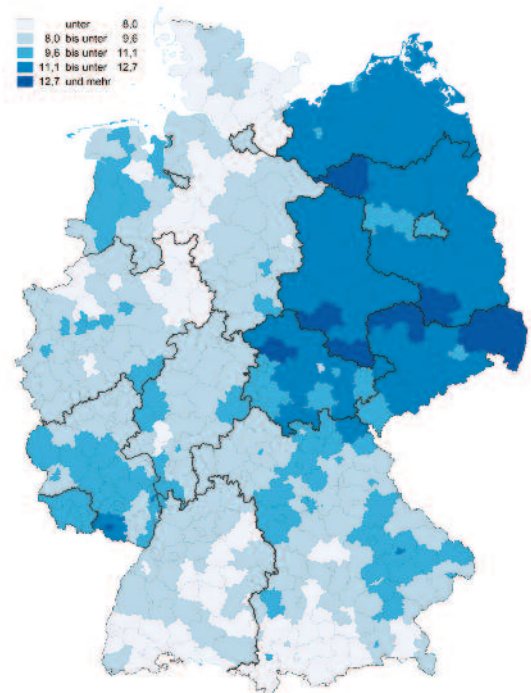 unter 8,0
8,0 bis unter 9,6
9,6 bis unter 11,1
11,1 bis unter 12,7
12,7 und mehr